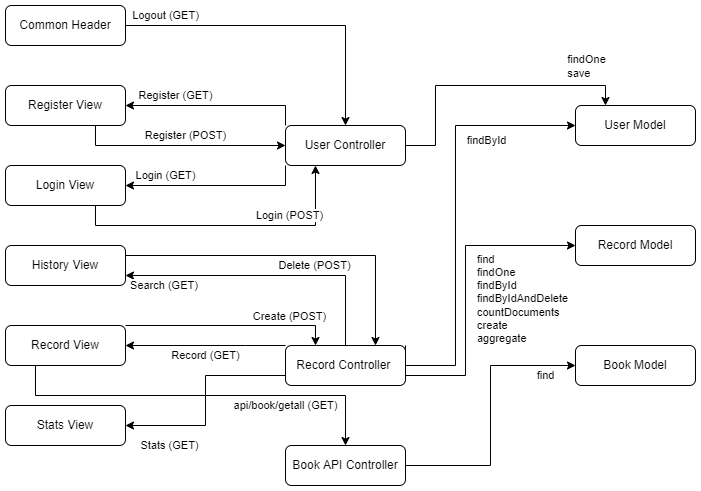 Common Header
Logout (GET)
findOne
save
Register View
Register (GET)
Register (POST)
User Controller
findById
User Model
Login View
Login (GET)
Login (POST)
History View
Delete (POST)
Search (GET)
Record Model
find
findOne
findById
findByIdAndDelete
countDocuments
create
aggregate
Record View
Create (POST)
Record (GET)
Record Controller
Book Model
find
api/book/getall (GET)
Stats View
Stats (GET)
Book API Controller